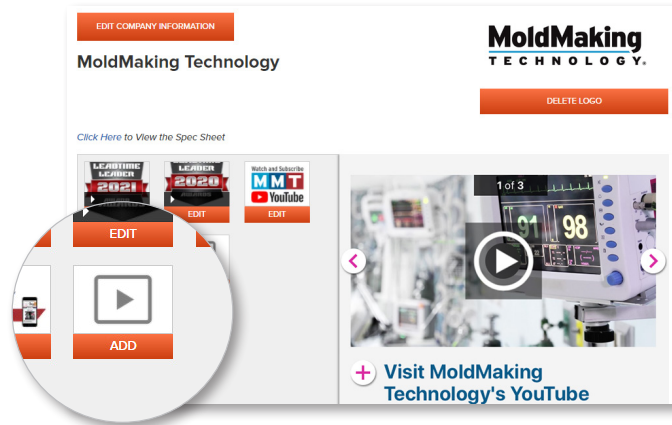 EDIT COMPANY INFORMATION
MoldMaking
TECHNOLOGY®
MoldMaking Technology
DELETE LOGO
Click Here to View the Spec Sheet
LEADTIME
LEADER
2021
LEADER
2020
Watch and Subscribe
MMT
YouTube
EDIT
EDIT
EDIT
ADD
1 of 3
91
98
Visit MoldMaking
Technology's YouTube